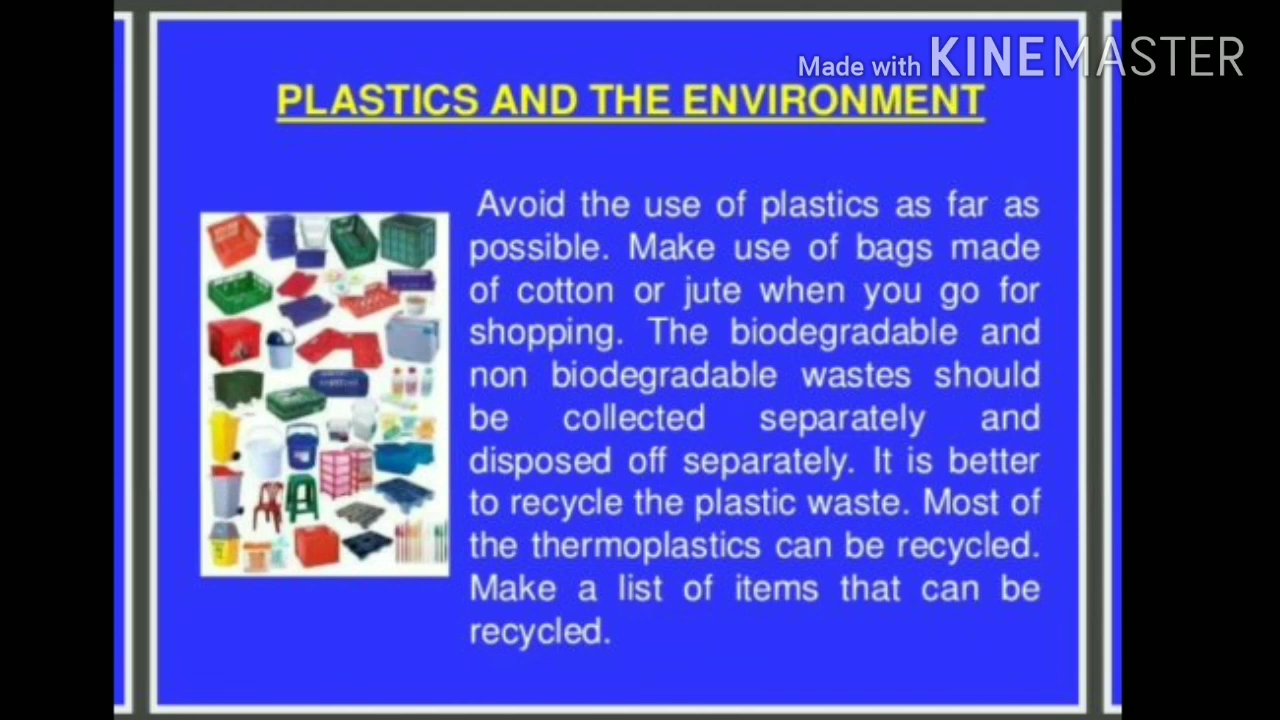 Made with KINEMASTER
PLASTICS AND THE ENVIRONMENT
Avoid the use of plastics as far as
possible. Make use of bags made
of cotton or jute when you go for
shopping. The biodegradable and
non biodegradable wastes should
be collected separately and
disposed off separately. It is better
to recycle the plastic waste. Most of
the thermoplastics can be recycled.
Make a list of items that can be
recycled.